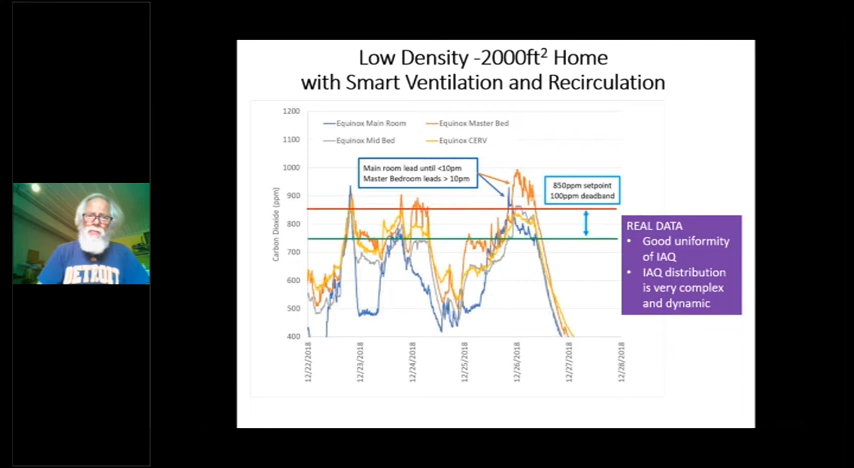 Low Density -2000ft² Home
with Smart Ventilation and Recirculation
1200
1100
1000
900
800
700
600
500
400
Carbon Dioxide (ppm)
Equinox Main Room
Equinox Master Bed
Equinox Mid Bed
Equinox CERV
Main room lead until <10pm
Master Bedroom leads > 10pm
850ppm setpoint
100ppm deadband
REAL DATA
• Good uniformity
of IAQ
• IAQ distribution
is very complex
and dynamic
12/22/2018
12/23/2018
12/24/2018
12/25/2018
12/26/2018
12/27/2018
12/28/2018
DETROIT